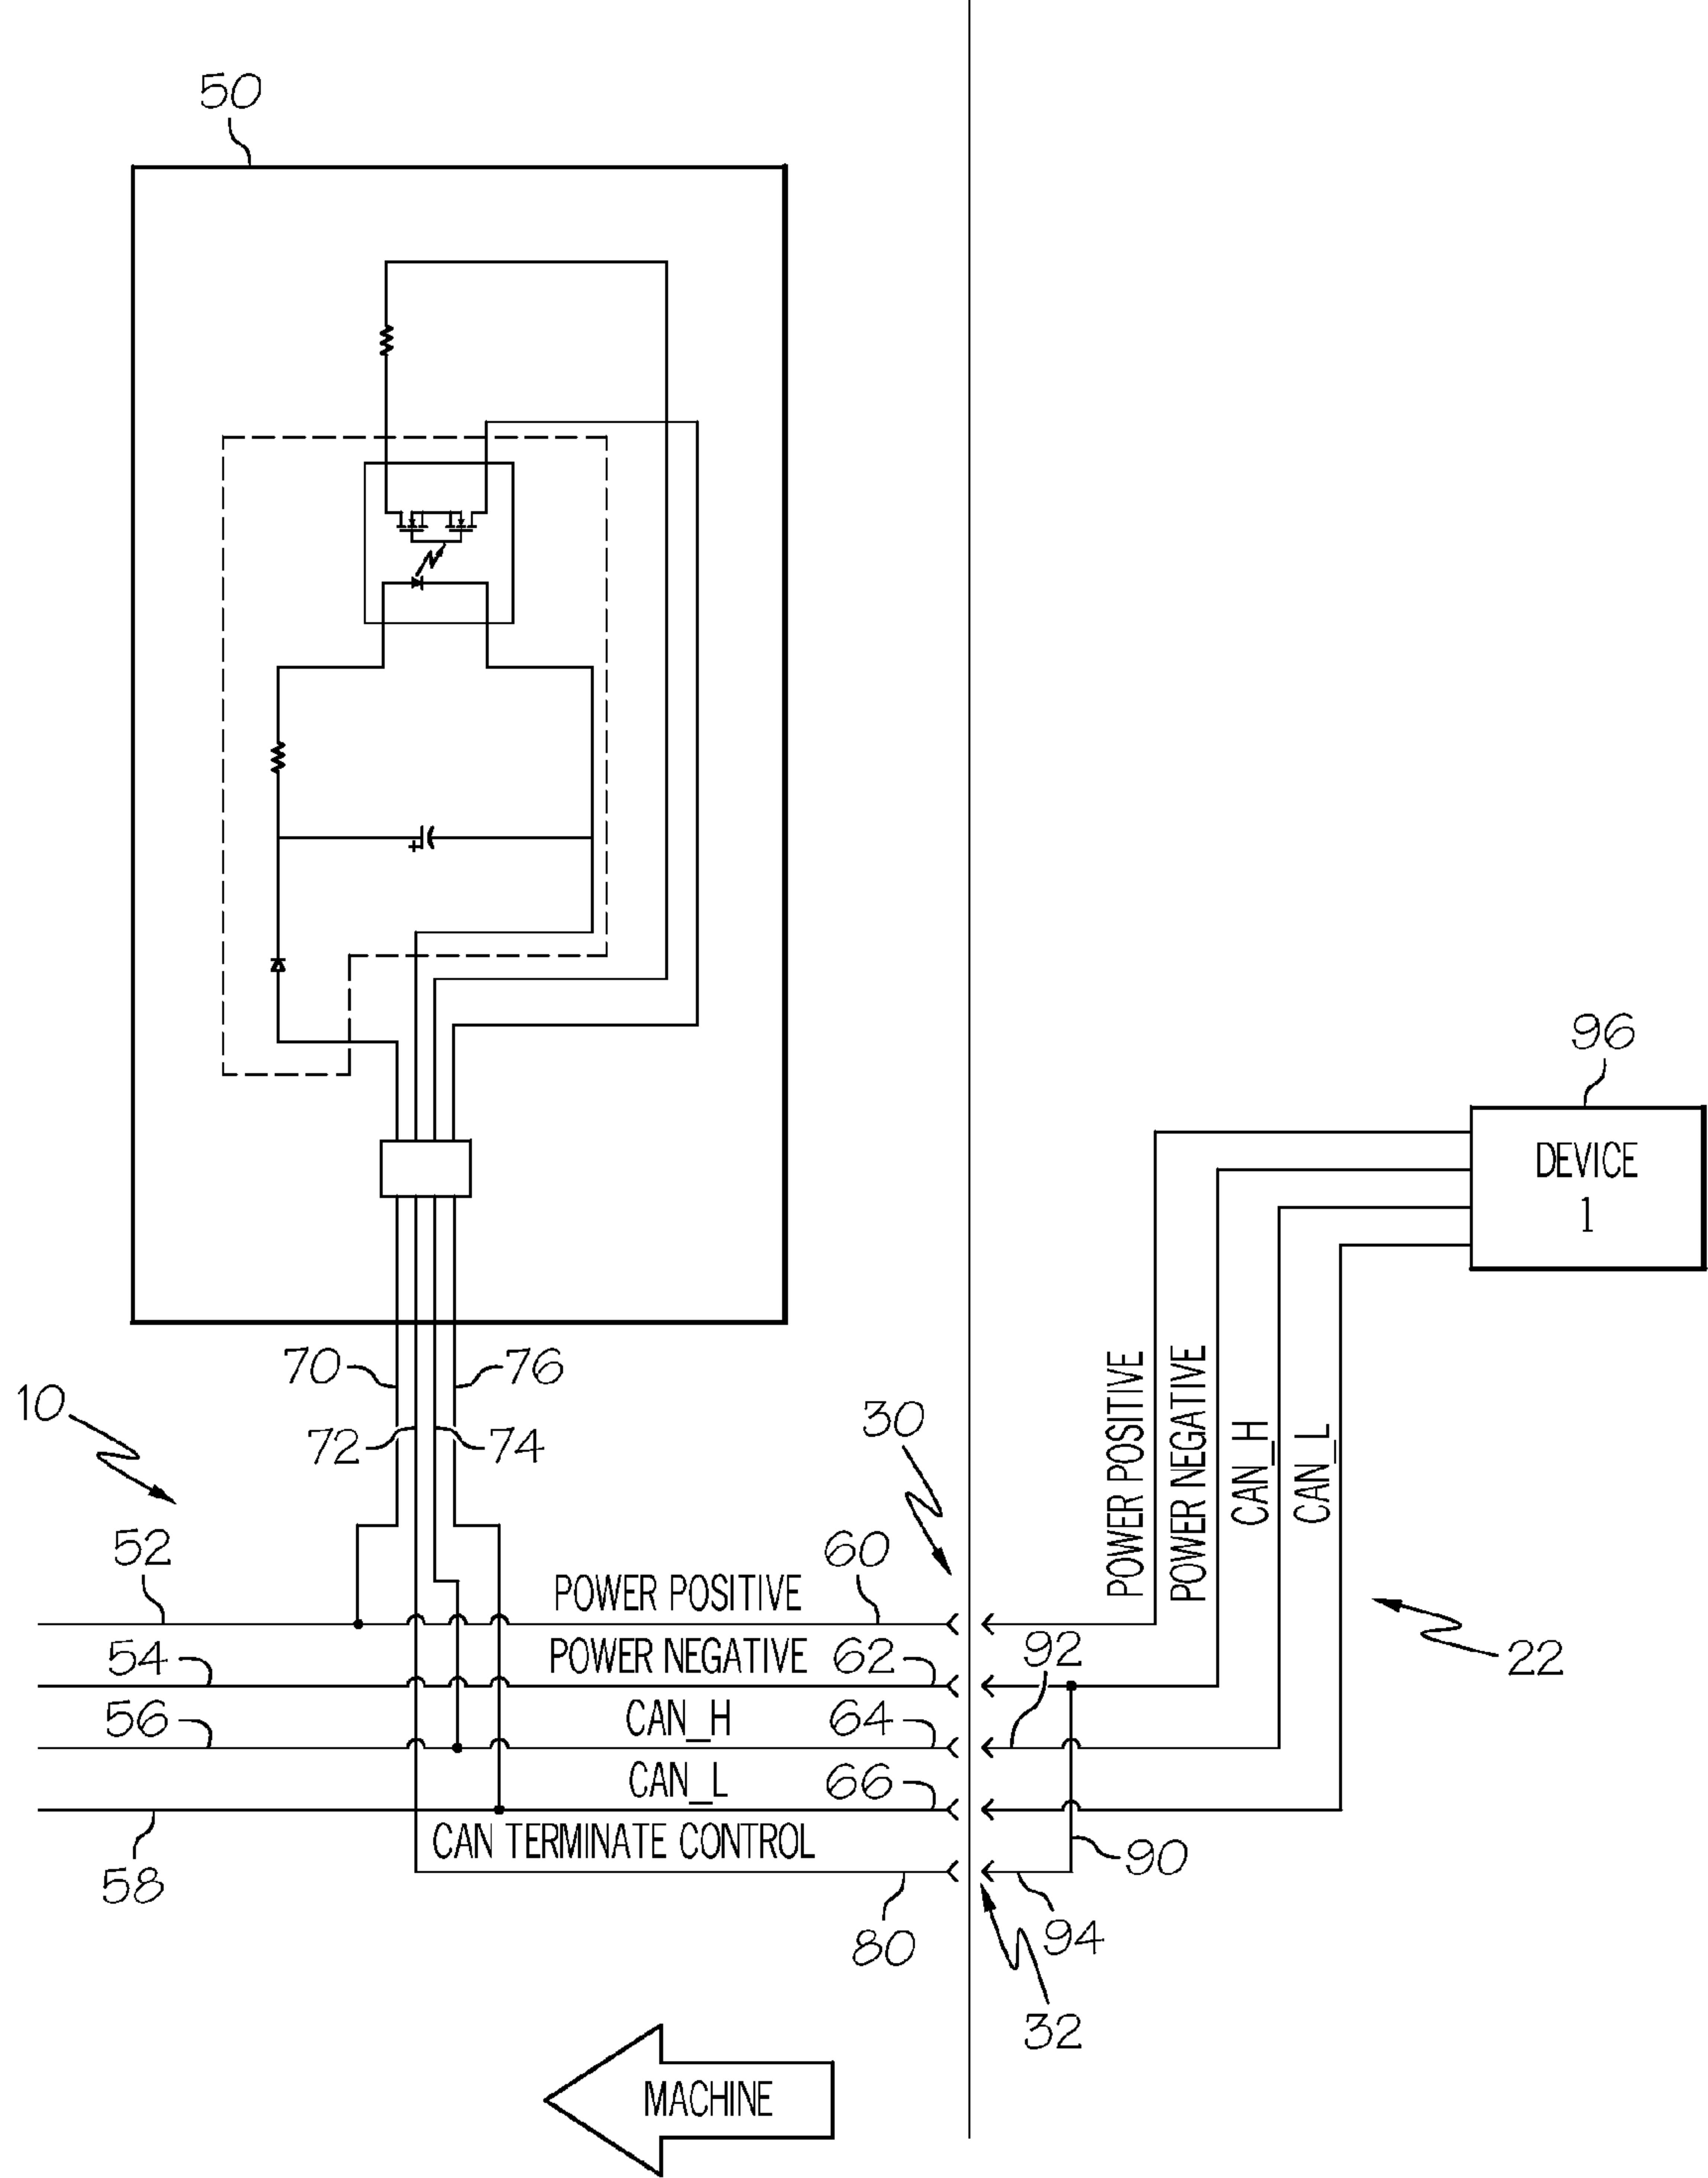 50
96
DEVICE
1
70
76
10
72
74
30
POWER POSITIVE
POWER NEGATIVE
CAN_H
CAN_L
52
POWER POSITIVE
60
54
POWER NEGATIVE
62
92
22
56
CAN_H
64
CAN_L
66
58
CAN TERMINATE CONTROL
90
80
94
32
MACHINE